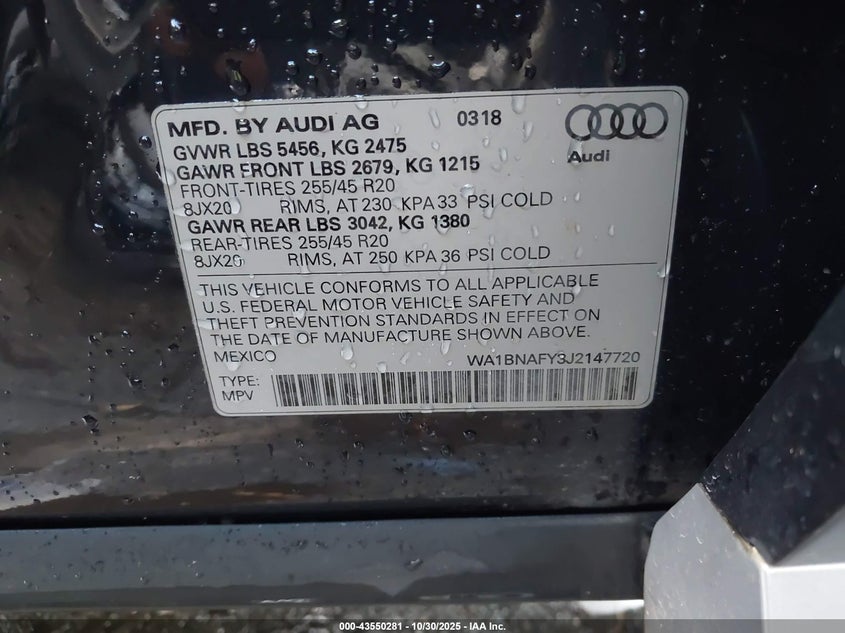 MFD. BY AUDI AG 0318
GVWR LBS 5456, KG 2475
Audi
GAWR FRONT LBS 2679, KG 1215
FRONT-TIRES 255/45 R20
8JX20 RIMS, AT 230 KPA 33 PSI COLD
GAWR REAR LBS 3042, KG 1380
REAR-TIRES 255/45 R20
8JX20 RIMS, AT 250 KPA 36 PSI COLD
THIS VEHICLE CONFORMS TO ALL APPLICABLE
U.S. FEDERAL MOTOR VEHICLE SAFETY AND
THEFT PREVENTION STANDARDS IN EFFECT ON
THE DATE OF MANUFACTURE SHOWN ABOVE.
MEXICO WA1BNAFY3J2147720
TYPE:
MPV
000-43550281 - 10/30/2025 - IAA Inc.